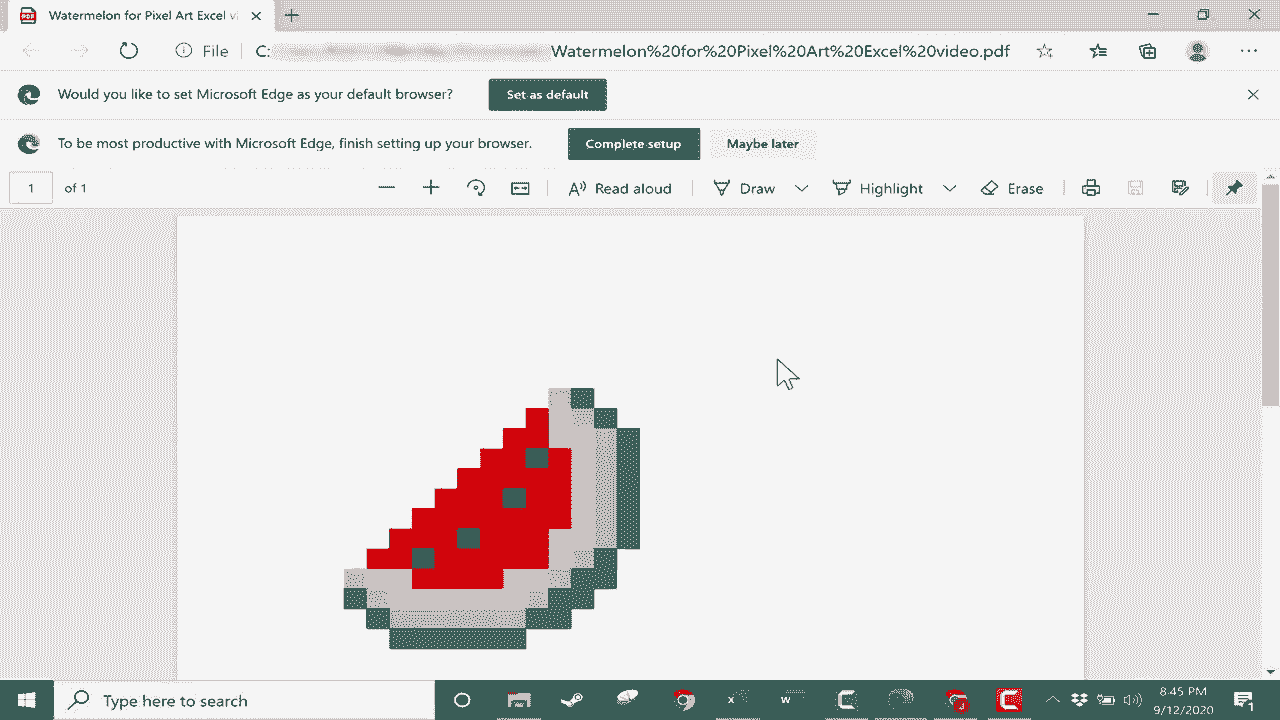 Watermelon for Pixel Art Excel vi
File
C:
Watermelon%20for%20Pixel%20Art%20Excel%20video.pdf
Would you like to set Microsoft Edge as your default browser?
Set as default
To be most productive with Microsoft Edge, finish setting up your browser.
Complete setup
Maybe later
1 of 1
Read aloud
Draw
Highlight
Erase
Type here to search
8:45 PM
9/12/2020